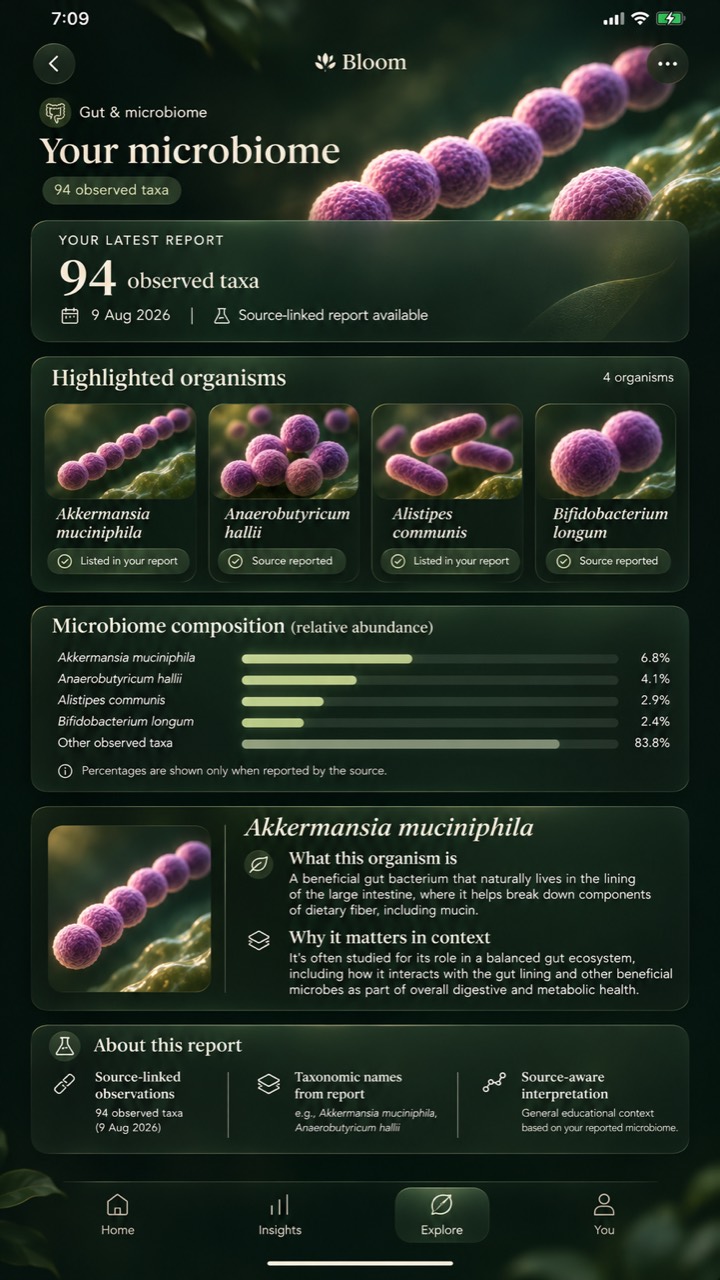 7:09
Bloom
Gut & microbiome
Your microbiome
94 observed taxa
YOUR LATEST REPORT
94 observed taxa
9 Aug 2026 | Source-linked report available
Highlighted organisms
4 organisms
Akkermansia
muciniphila
Listed in your report
Anaerobutyricum
hallii
Source reported
Alistipes
communis
Listed in your report
Bifidobacterium
longum
Source reported
Microbiome composition (relative abundance)
Akkermansia muciniphila 6.8%
Anaerobutyricum hallii 4.1%
Alistipes communis 2.9%
Bifidobacterium longum 2.4%
Other observed taxa 83.8%
Percentages are shown only when reported by the source.
Akkermansia muciniphila
What this organism is
A beneficial gut bacterium that naturally lives in the lining
of the large intestine, where it helps break down components
of dietary fiber, including mucin.
Why it matters in context
It's often studied for its role in a balanced gut ecosystem,
including how it interacts with the gut lining and other beneficial
microbes as part of overall digestive and metabolic health.
About this report
Source-linked
observations
94 observed taxa
(9 Aug 2026)
Taxonomic names
from report
e.g., Akkermansia muciniphila,
Anaerobutyricum hallii
Source-aware
interpretation
General educational context
based on your reported microbiome.
Home
Insights
Explore
You